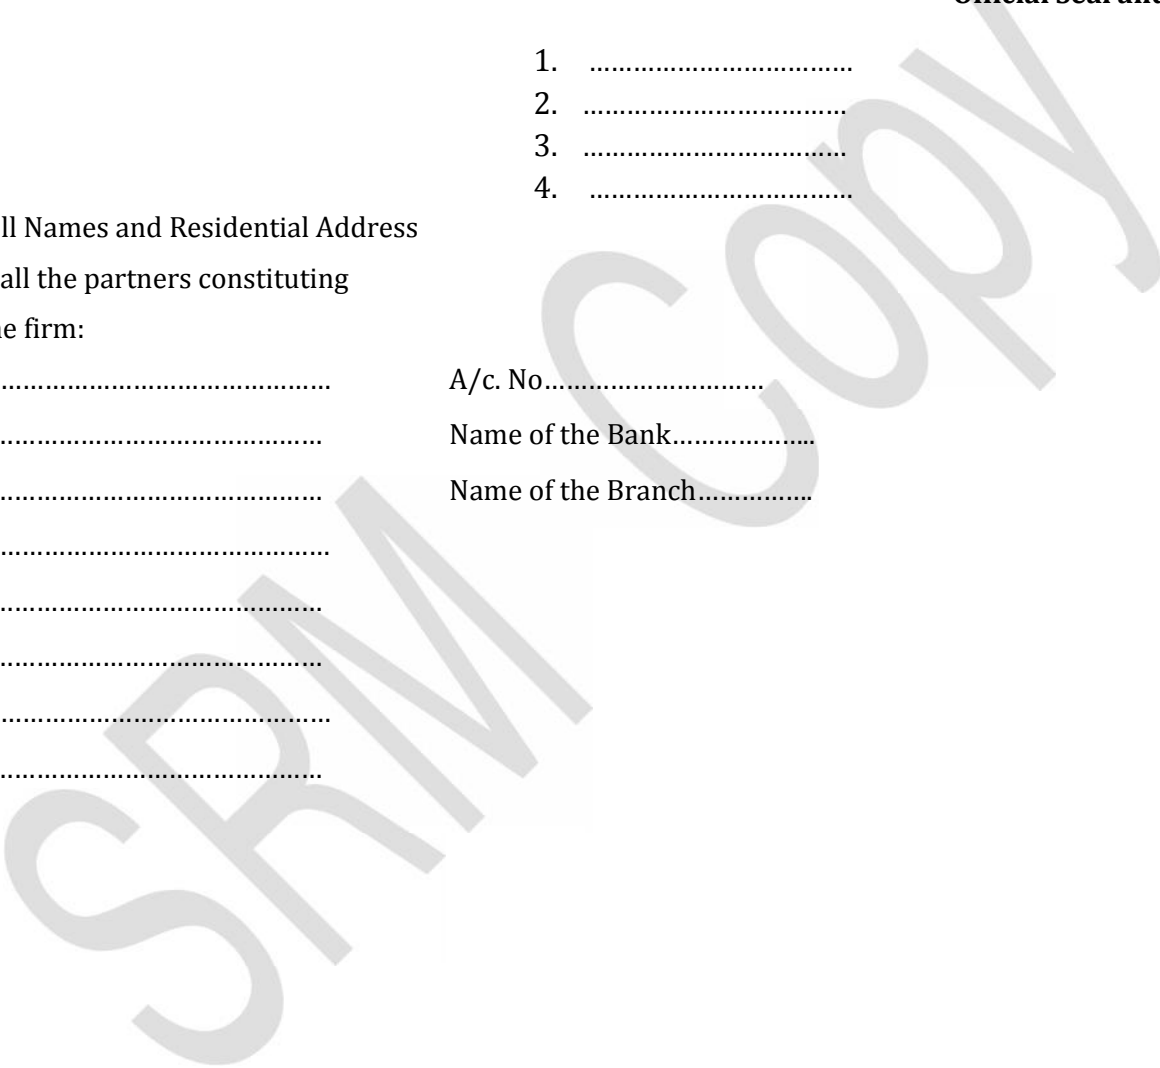 1. ....................................
2. ....................................
3. ....................................
4. ....................................
ll Names and Residential Address
all the partners constituting
e firm:
.............................................
A/c. No..............................
.............................................
Name of the Bank...................
.............................................
Name of the Branch................
.............................................
.............................................
.............................................
.............................................
.............................................
SRM Copy